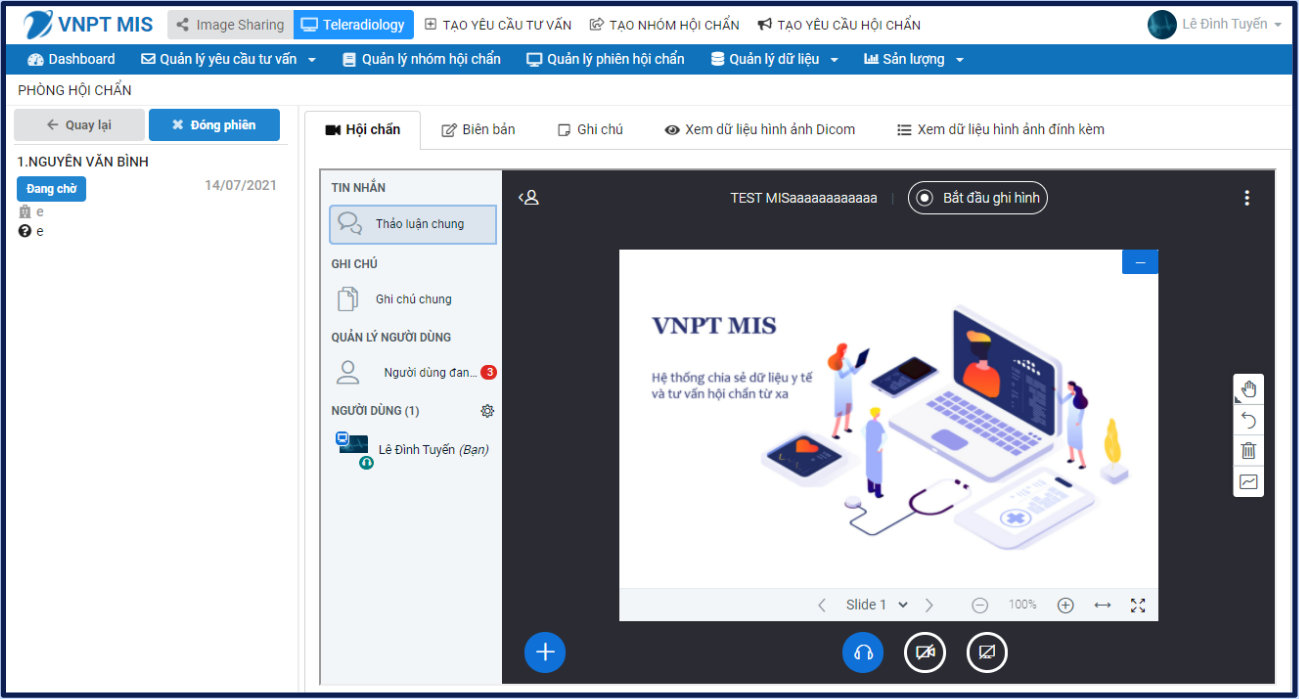 VNPT MIS Image Sharing Teleradiology TẠO YÊU CẦU TƯ VẤN TẠO NHÓM HỘI CHẨN TẠO YÊU CẦU HỘI CHẨN Lê Đình Tuyến
Dashboard Quản lý yêu cầu tư vấn Quản lý nhóm hội chẩn Quản lý phiên hội chẩn Quản lý dữ liệu Sản lượng
PHÒNG HỘI CHẨN
Quay lại Đóng phiên
1.NGUYỄN VĂN BÌNH
Đang chờ 14/07/2021
e
e
Hội chẩn Biên bản Ghi chú Xem dữ liệu hình ảnh Dicom Xem dữ liệu hình ảnh đính kèm
TIN NHẮN
Thảo luận chung
GHI CHÚ
Ghi chú chung
QUẢN LÝ NGƯỜI DÙNG
Người dùng đan... 3
NGƯỜI DÙNG (1)
Lê Đình Tuyến (Bạn)
TEST MISaaaaaaaaaaaa | Bắt đầu ghi hình
VNPT MIS
Hệ thống chia sẻ dữ liệu y tế
và tư vấn hội chẩn từ xa
Slide 1 100%